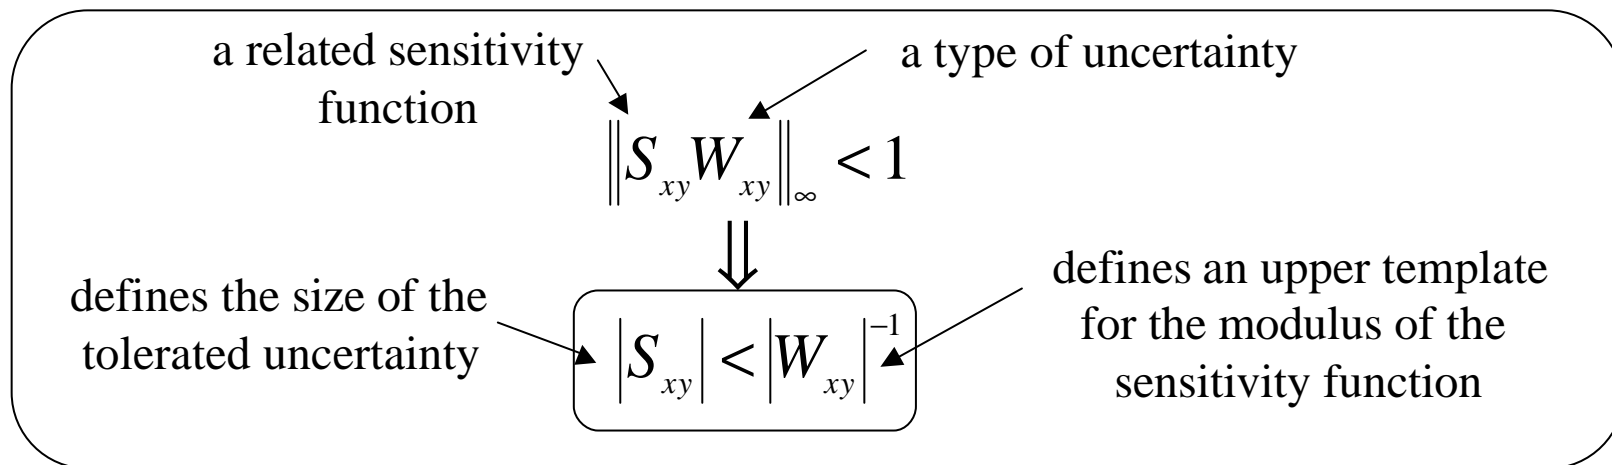 a related sensitivity
function
a type of uncertainty
‖S_xy W_xy‖_∞ < 1
⇓
defines the size of the
tolerated uncertainty
|S_xy| < |W_xy|^−1
defines an upper template
for the modulus of the
sensitivity function